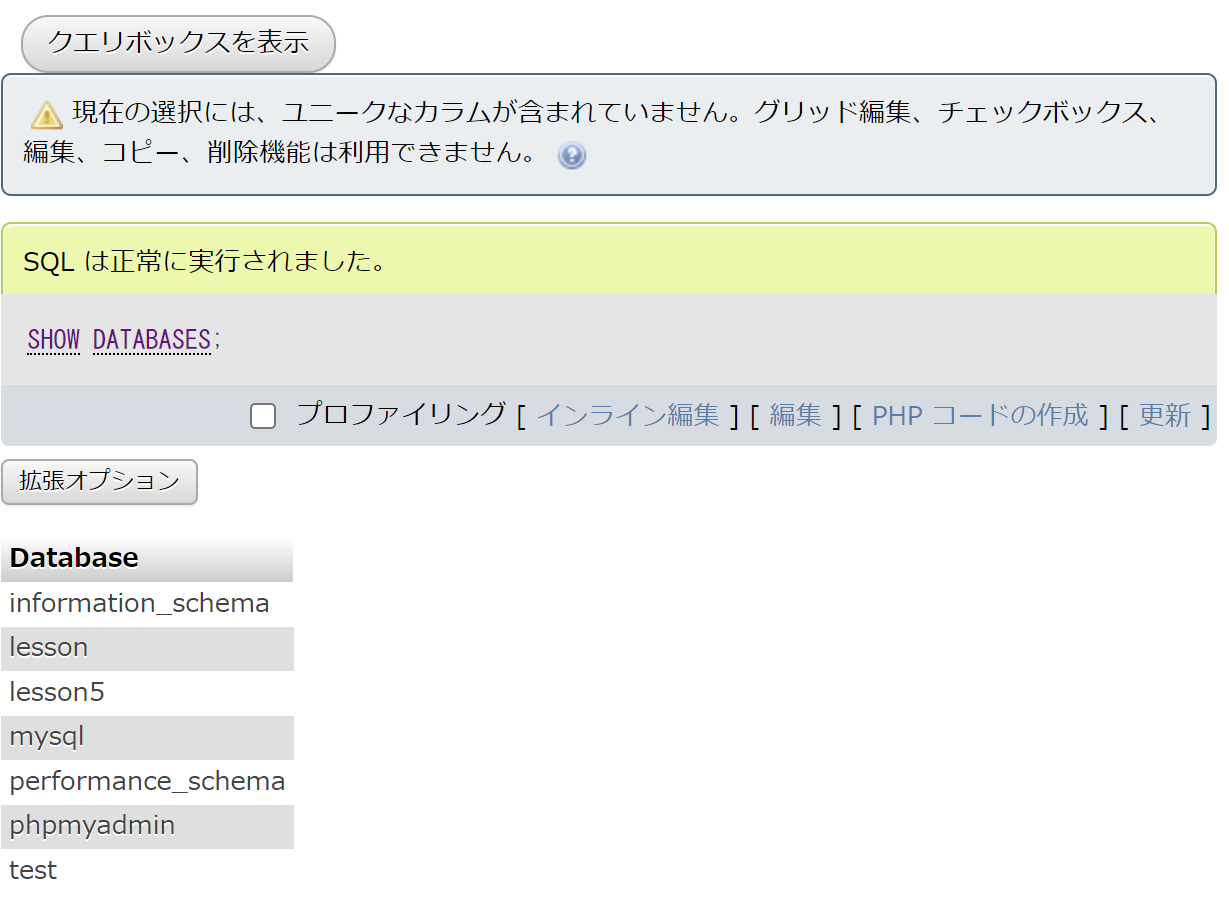 クエリボックスを表示
現在の選択には、ユニークなカラムが含まれていません。グリッド編集、チェックボックス、
編集、コピー、削除機能は利用できません。
SQL は正常に実行されました。
SHOW DATABASES;
プロファイリング [ インライン編集 ] [ 編集 ] [ PHP コードの作成 ] [ 更新 ]
拡張オプション
Database
information_schema
lesson
lesson5
mysql
performance_schema
phpmyadmin
test